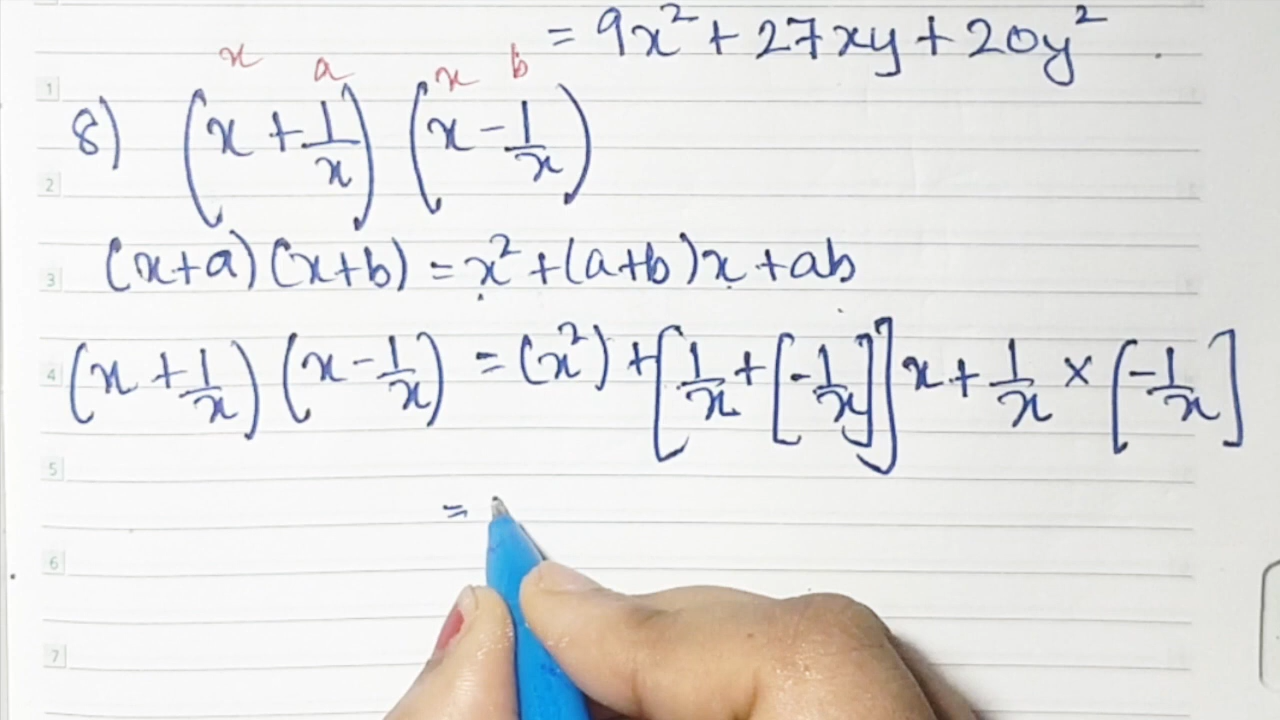 = 9x² + 27xy + 20y²
x a x b
1
8) (x + 1/x) (x - 1/x)
2
3 (x+a) (x+b) = x² + (a+b)x + ab
4 (x + 1/x) (x - 1/x) = (x²) + [1/x + [-1/x]] x + 1/x × [-1/x]
5
=
6
7